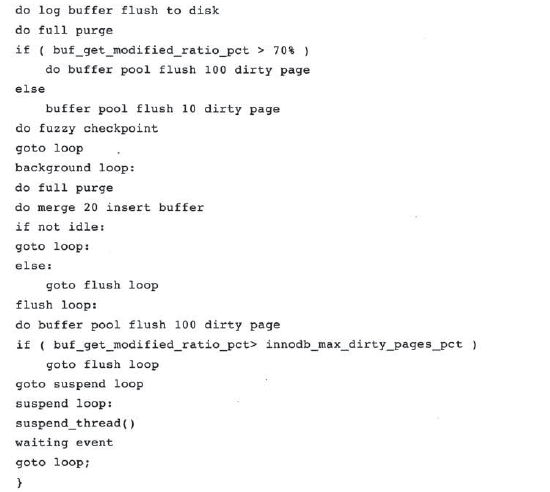 do log buffer flush to disk
do full purge
if ( buf_get_modified_ratio_pct > 70% )
    do buffer pool flush 100 dirty page
else
    buffer pool flush 10 dirty page
do fuzzy checkpoint
goto loop
background loop:
do full purge
do merge 20 insert buffer
if not idle:
goto loop:
else:
    goto flush loop
flush loop:
do buffer pool flush 100 dirty page
if ( buf_get_modified_ratio_pct> innodb_max_dirty_pages_pct )
    goto flush loop
goto suspend loop
suspend loop:
suspend_thread()
waiting event
goto loop;
}